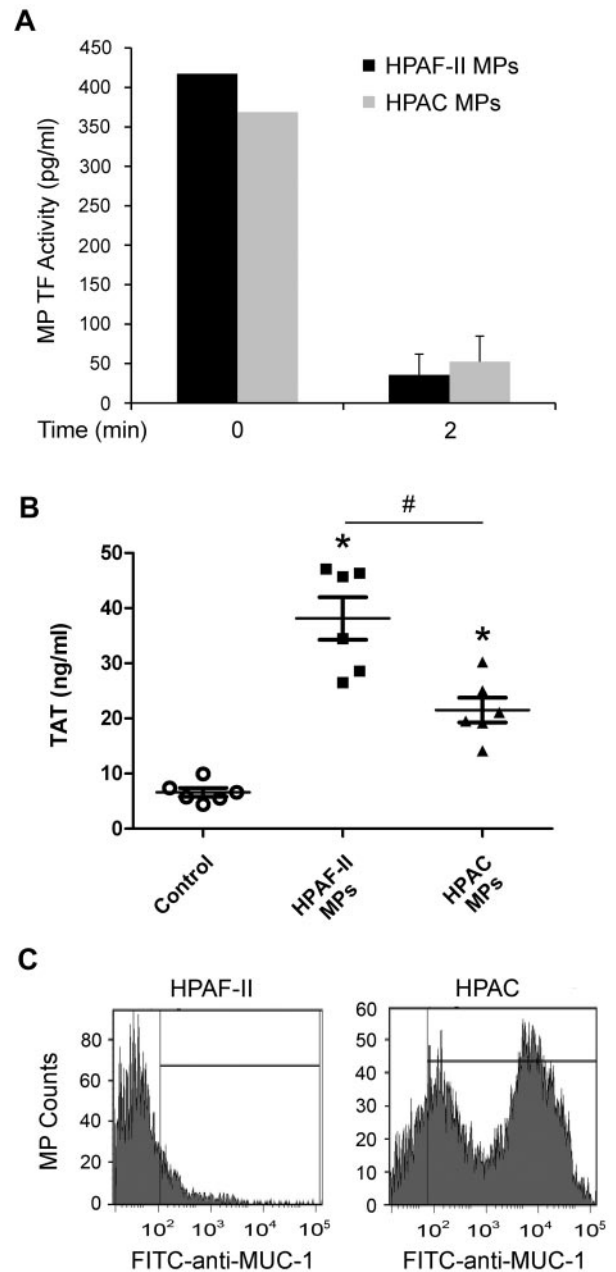 A
MP TF Activity (pg/ml)
450
400
350
300
250
200
150
100
50
0
HPAF-II MPs
HPAC MPs
Time (min)
0
2
B
#
TAT (ng/ml)
50
40
30
20
10
0
*
*
Control
HPAF-II
MPs
HPAC
MPs
C
HPAF-II
HPAC
MP Counts
80
60
40
20
0
10² 10³ 10⁴ 10⁵
FITC-anti-MUC-1
60
50
40
30
20
10
0
10² 10³ 10⁴ 10⁵
FITC-anti-MUC-1